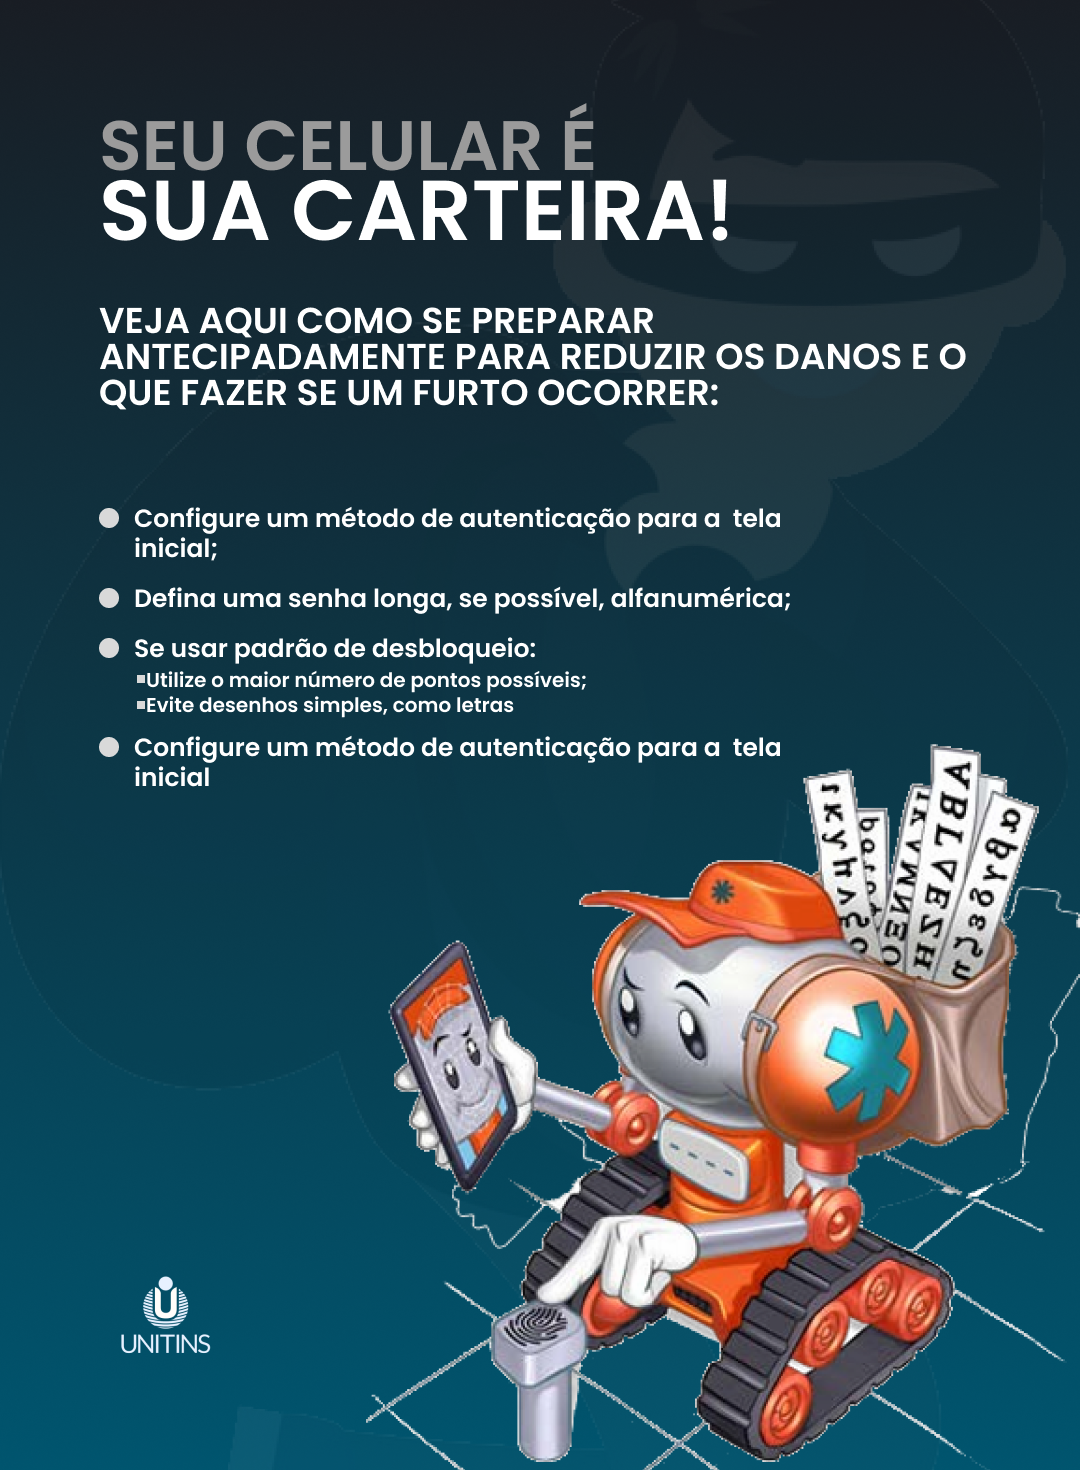 SEU CELULAR É
SUA CARTEIRA!
VEJA AQUI COMO SE PREPARAR
ANTECIPADAMENTE PARA REDUZIR OS DANOS E O
QUE FAZER SE UM FURTO OCORRER:
Configure um método de autenticação para a tela
inicial;
Defina uma senha longa, se possível, alfanumérica;
Se usar padrão de desbloqueio:
Utilize o maior número de pontos possíveis;
Evite desenhos simples, como letras
Configure um método de autenticação para a tela
inicial
UNITINS